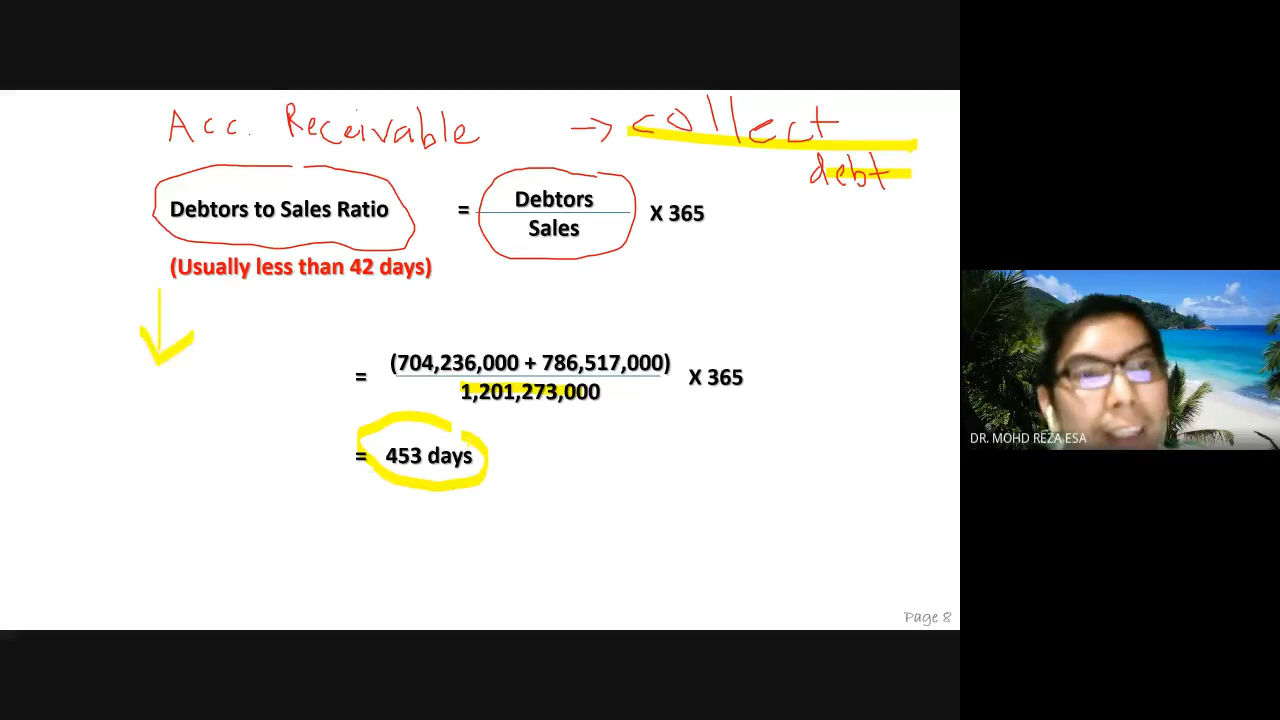 Acc. Receivable → collect
debt
Debtors to Sales Ratio = Debtors
Sales X 365
(Usually less than 42 days)
= (704,236,000 + 786,517,000)
1,201,273,000 X 365
= 453 days
Page 8
DR. MOHD REZA ESA